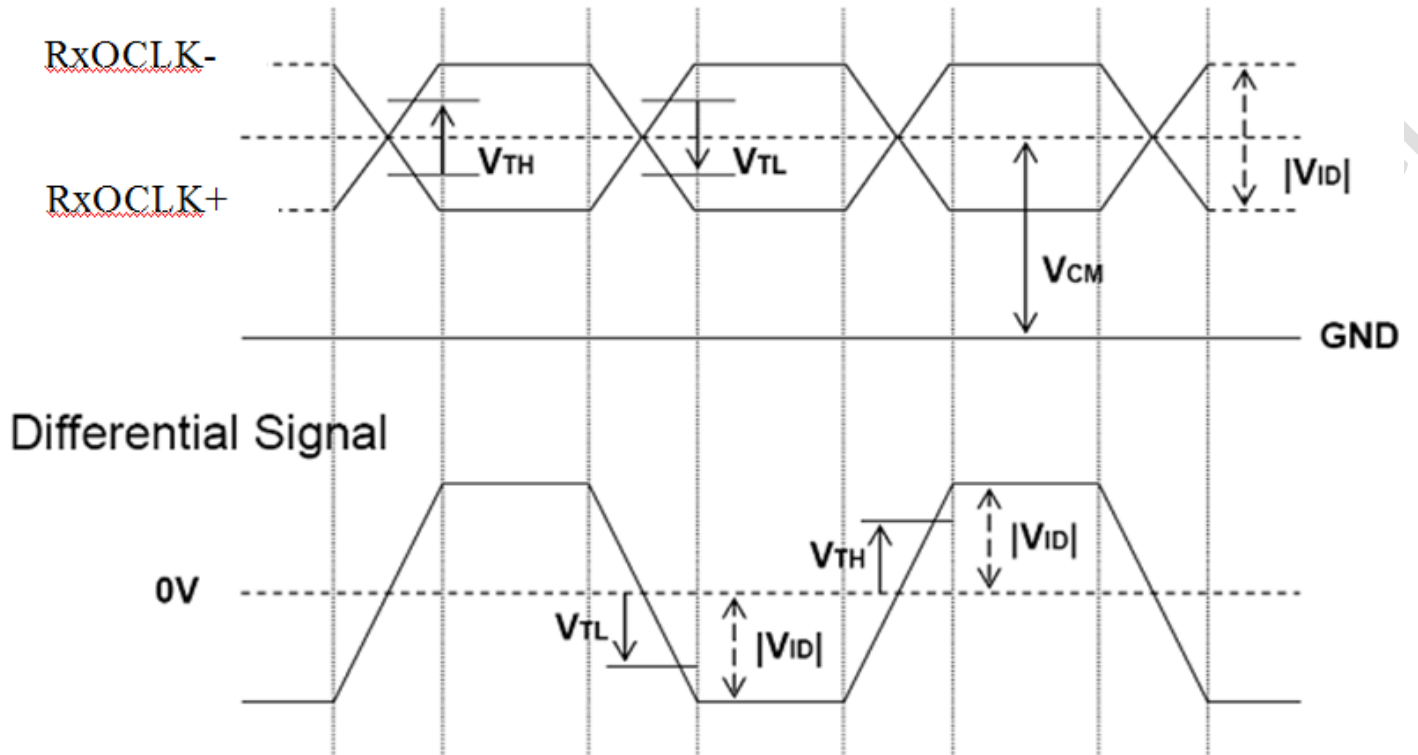 RxOCLK-
VTH
VTL
|VID|
RxOCLK+
VCM
GND
Differential Signal
|VID|
VTH
0V
VTL
|VID|